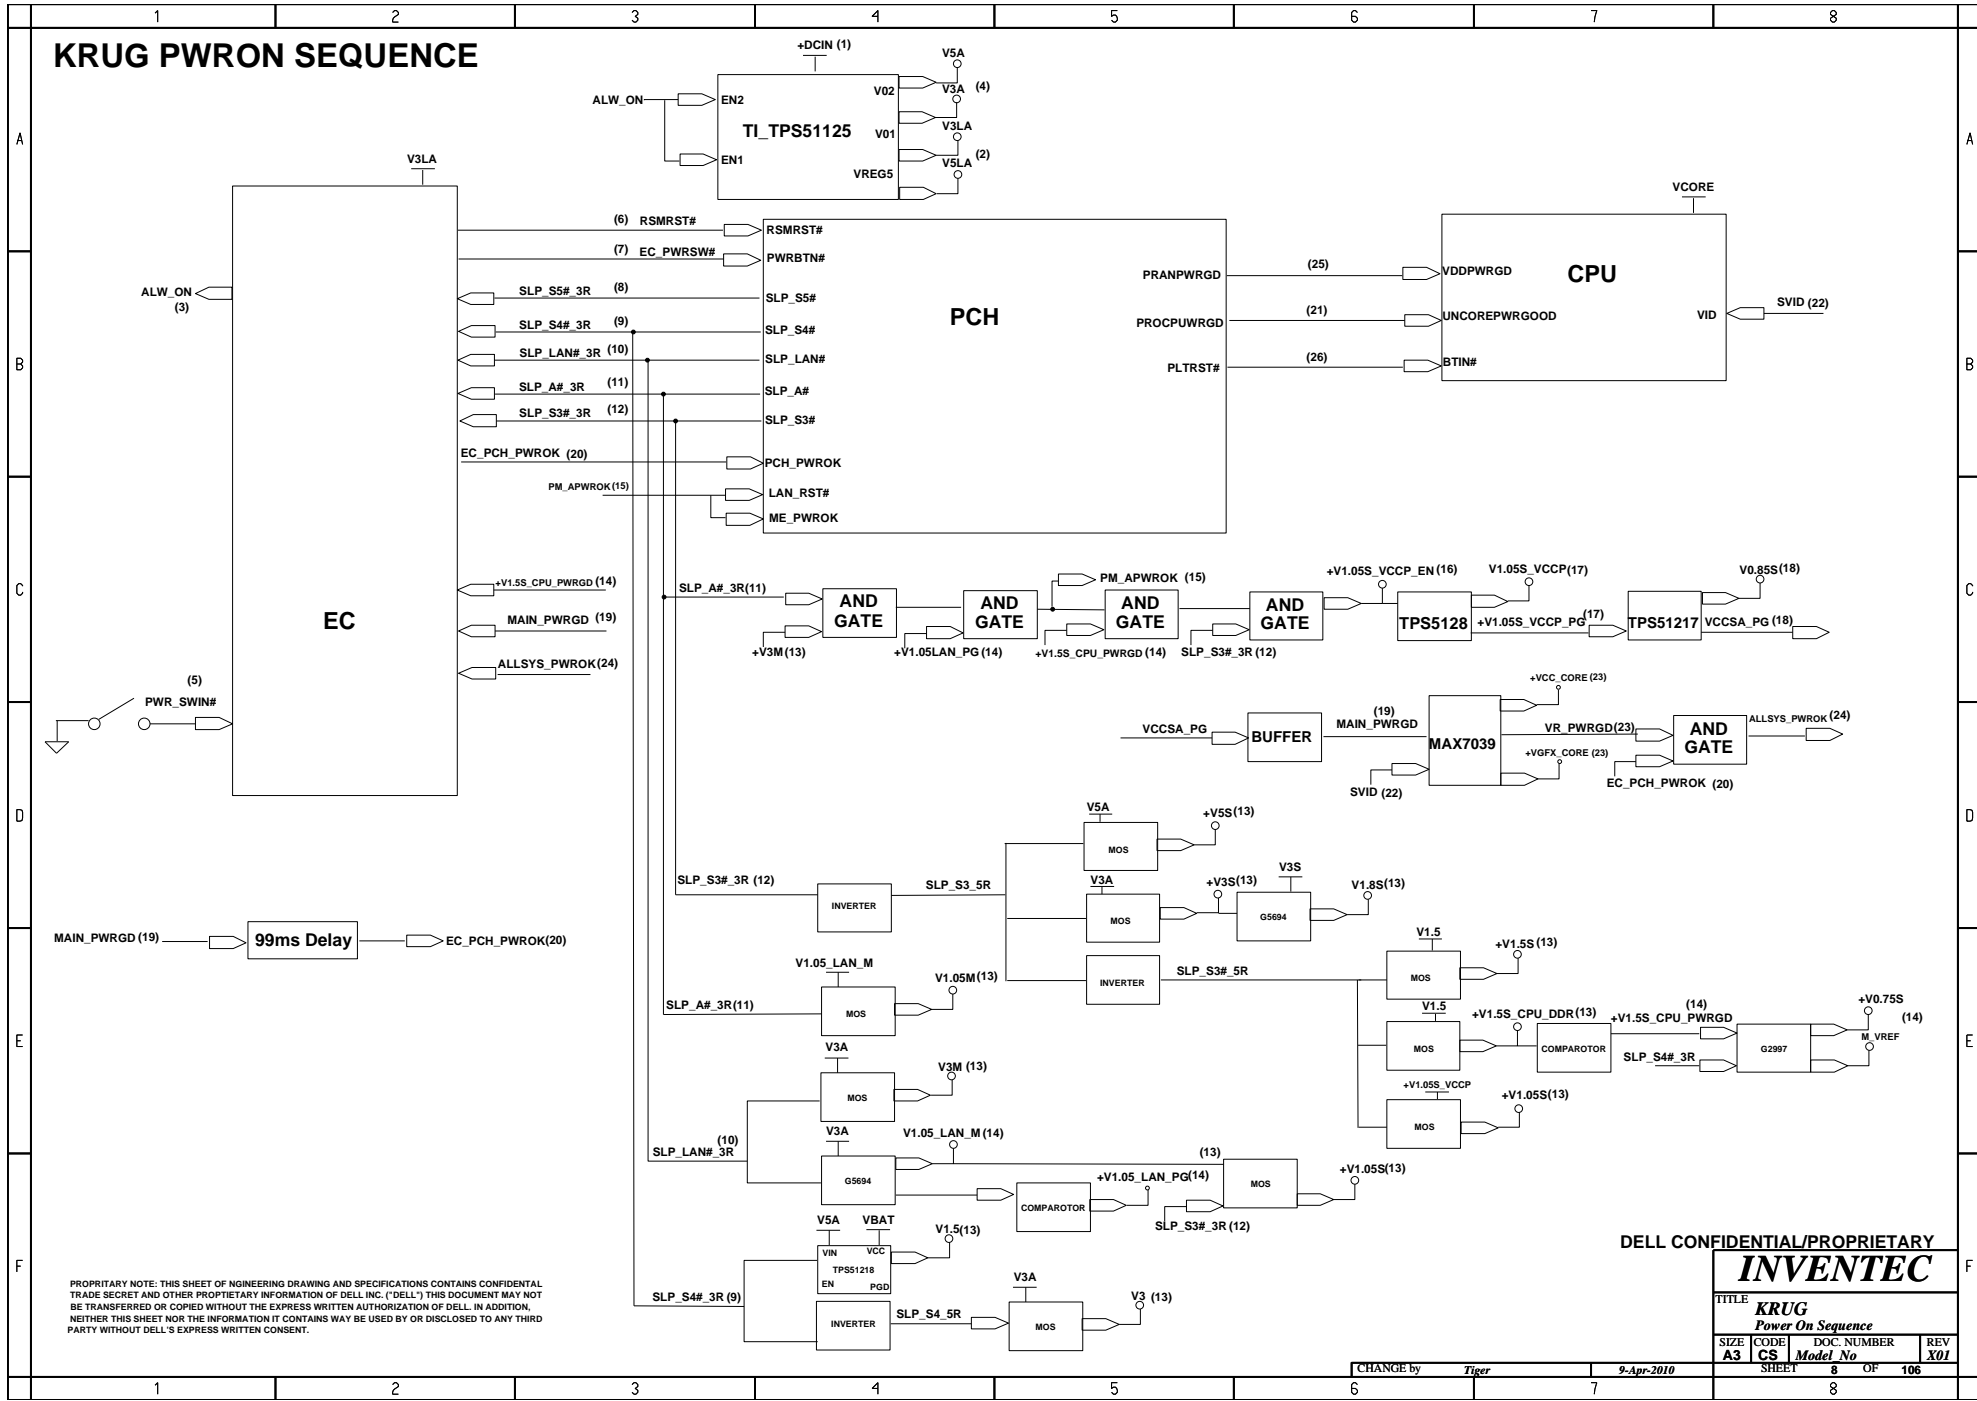 1 2 3 4 5 6 7 8
KRUG PWRON SEQUENCE
+DCIN (1)
V5A
ALW_ON
EN2
V02
V3A (4)
TI_TPS51125
V01
V3LA
EN1
V5LA (2)
VREG5
A
A
V3LA
VCORE
(6) RSMRST#
RSMRST#
(7) EC_PWRSW#
PWRBTN#
PRANPWRGD
(25)
VDDPWRGD
CPU
ALW_ON
(3)
SLP_S5#_3R (8)
SLP_S5#
SVID (22)
VID
SLP_S4#_3R (9)
SLP_S4#
PCH
PROCPUWRGD
(21)
UNCOREPWRGOOD
SLP_LAN#_3R (10)
SLP_LAN#
PLTRST#
(26)
BTIN#
B
B
SLP_A#_3R (11)
SLP_A#
SLP_S3#_3R (12)
SLP_S3#
EC_PCH_PWROK (20)
PCH_PWROK
PM_APWROK(15)
LAN_RST#
ME_PWROK
+V1.5S_CPU_PWRGD (14)
MAIN_PWRGD (19)
ALLSYS_PWROK(24)
EC
C
C
SLP_A#_3R(11)
AND GATE
+V3M(13)
AND GATE
+V1.05LAN_PG (14)
PM_APWROK (15)
AND GATE
+V1.5S_CPU_PWRGD (14)
AND GATE
SLP_S3#_3R (12)
+V1.05S_VCCP_EN(16)
TPS5128
V1.05S_VCCP(17)
+V1.05S_VCCP_PG(17)
TPS51217
V0.85S(18)
VCCSA_PG (18)
(5)
PWR_SWIN#
VCCSA_PG
BUFFER
(19)
MAIN_PWRGD
MAX7039
SVID (22)
+VCC_CORE(23)
VR_PWRGD(23)
+VGFX_CORE (23)
EC_PCH_PWROK (20)
AND GATE
ALLSYS_PWROK(24)
D
D
V5A
MOS
+V5S(13)
SLP_S3#_3R (12)
INVERTER
SLP_S3_5R
V3A
MOS
+V3S(13)
V3S
G5694
V1.8S(13)
MAIN_PWRGD (19)
99ms Delay
EC_PCH_PWROK(20)
INVERTER
SLP_S3#_5R
V1.5
MOS
+V1.5S(13)
V1.05_LAN_M
SLP_A#_3R(11)
MOS
V1.05M(13)
V1.5
MOS
+V1.5S_CPU_DDR(13)
COMPAROTOR
(14)
+V1.5S_CPU_PWRGD
SLP_S4#_3R
G2997
+V0.75S
(14)
M_VREF
E
E
V3A
MOS
V3M (13)
+V1.05S_VCCP
MOS
+V1.05S(13)
(10)
SLP_LAN#_3R
V3A
G5694
V1.05_LAN_M(14)
COMPAROTOR
+V1.05_LAN_PG(14)
(13)
SLP_S3#_3R (12)
MOS
+V1.05S(13)
V5A
VBAT
VIN
VCC
TPS51218
EN
PGD
V1.5(13)
SLP_S4#_3R(9)
INVERTER
SLP_S4_5R
V3A
MOS
V3 (13)
F
F
PROPRITARY NOTE: THIS SHEET OF NGINEERING DRAWING AND SPECIFICATIONS CONTAINS CONFIDENTAL
TRADE SECRET AND OTHER PROPTIETARY INFORMATION OF DELL INC. ("DELL") THIS DOCUMENT MAY NOT
BE TRANSFERRED OR COPIED WITHOUT THE EXPRESS WRITTEN AUTHORIZATION OF DELL. IN ADDITION,
NEITHER THIS SHEET NOR THE INFORMATION IT CONTAINS WAY BE USED BY OR DISCLOSED TO ANY THIRD
PARTY WITHOUT DELL'S EXPRESS WRITTEN CONSENT.
DELL CONFIDENTIAL/PROPRIETARY
INVENTEC
TITLE
KRUG
Power On Sequence
SIZE CODE DOC. NUMBER REV
A3 CS Model_No X01
CHANGE by Tiger 9-Apr-2010 SHEET 8 OF 106
1 2 3 4 5 6 7 8